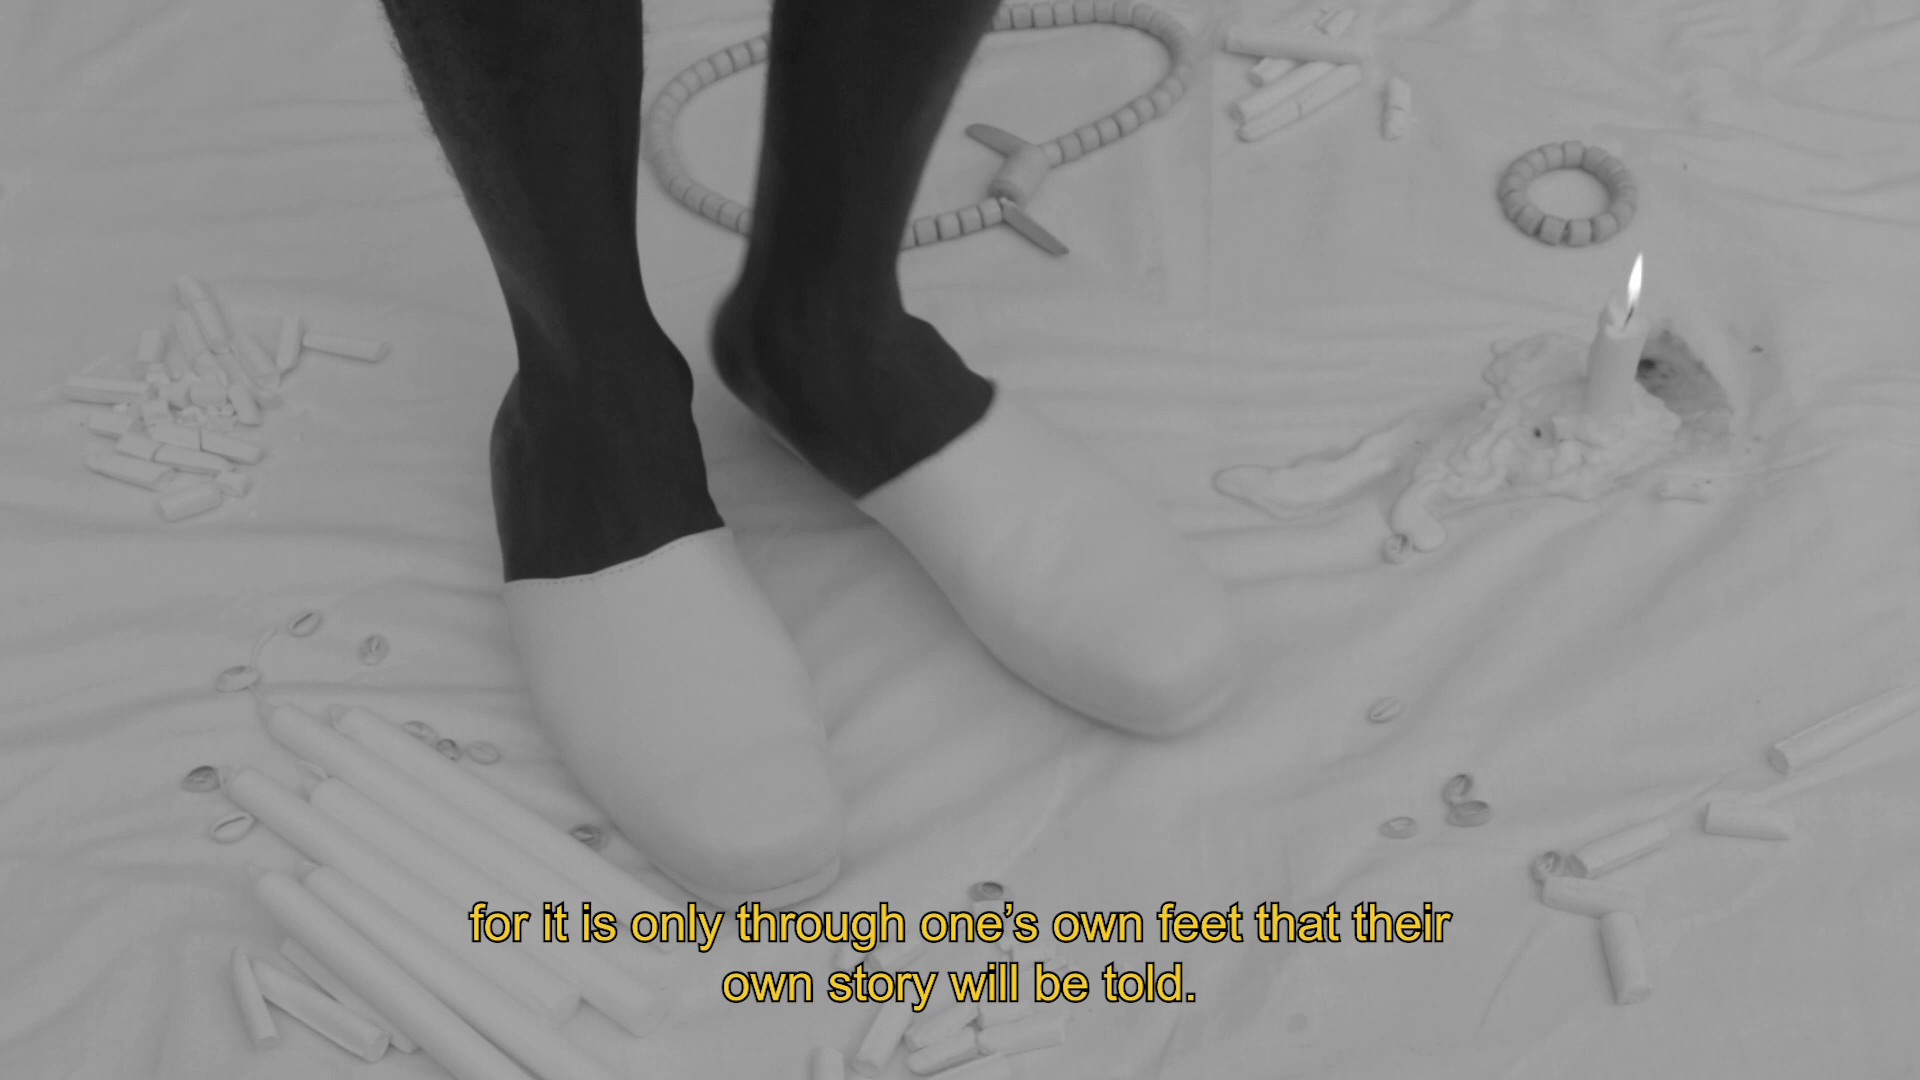 for it is only through one’s own feet that their
own story will be told.